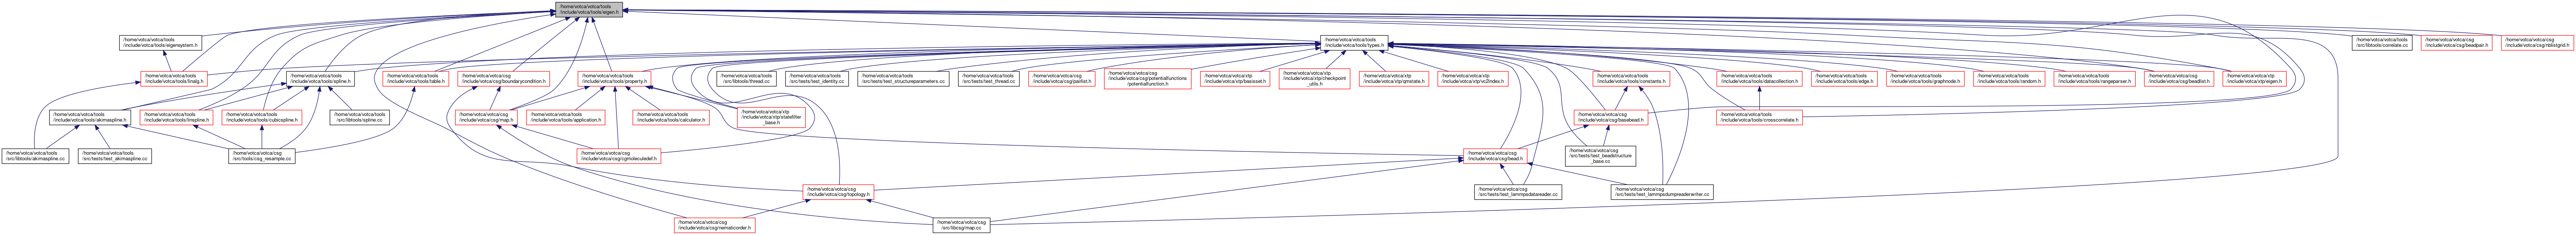 /home/votca/votca/tools
/include/votca/tools/eigen.h
/home/votca/votca/tools
/include/votca/tools/eigensystem.h
/home/votca/votca/tools
/include/votca/tools/types.h
/home/votca/votca/tools
/src/libtools/correlate.cc
/home/votca/votca/csg
/include/votca/csg/beadpair.h
/home/votca/votca/csg
/include/votca/csg/nblistgrid.h
/home/votca/votca/tools
/include/votca/tools/linalg.h
/home/votca/votca/tools
/include/votca/tools/spline.h
/home/votca/votca/tools
/include/votca/tools/table.h
/home/votca/votca/csg
/include/votca/csg/boundarycondition.h
/home/votca/votca/tools
/include/votca/tools/property.h
/home/votca/votca/tools
/src/libtools/thread.cc
/home/votca/votca/tools
/src/tests/test_identity.cc
/home/votca/votca/tools
/src/tests/test_structureparameters.cc
/home/votca/votca/tools
/src/tests/test_thread.cc
/home/votca/votca/csg
/include/votca/csg/pairlist.h
/home/votca/votca/csg
/include/votca/csg/potentialfunctions
/potentialfunction.h
/home/votca/votca/xtp
/include/votca/xtp/basisset.h
/home/votca/votca/xtp
/include/votca/xtp/checkpoint
_utils.h
/home/votca/votca/xtp
/include/votca/xtp/qmstate.h
/home/votca/votca/xtp
/include/votca/xtp/vc2index.h
/home/votca/votca/tools
/include/votca/tools/constants.h
/home/votca/votca/tools
/include/votca/tools/datacollection.h
/home/votca/votca/tools
/include/votca/tools/edge.h
/home/votca/votca/tools
/include/votca/tools/graphnode.h
/home/votca/votca/tools
/include/votca/tools/random.h
/home/votca/votca/tools
/include/votca/tools/rangeparser.h
/home/votca/votca/csg
/include/votca/csg/beadlist.h
/home/votca/votca/xtp
/include/votca/xtp/eigen.h
/home/votca/votca/tools
/include/votca/tools/akimaspline.h
/home/votca/votca/tools
/include/votca/tools/linspline.h
/home/votca/votca/tools
/include/votca/tools/cubicspline.h
/home/votca/votca/tools
/src/libtools/spline.cc
/home/votca/votca/csg
/include/votca/csg/map.h
/home/votca/votca/tools
/include/votca/tools/application.h
/home/votca/votca/tools
/include/votca/tools/calculator.h
/home/votca/votca/xtp
/include/votca/xtp/statefilter
_base.h
/home/votca/votca/csg
/include/votca/csg/basebead.h
/home/votca/votca/tools
/include/votca/tools/crosscorrelate.h
/home/votca/votca/tools
/src/libtools/akimaspline.cc
/home/votca/votca/tools
/src/tests/test_akimaspline.cc
/home/votca/votca/csg
/src/tools/csg_resample.cc
/home/votca/votca/csg
/include/votca/csg/cgmoleculedef.h
/home/votca/votca/csg
/include/votca/csg/bead.h
/home/votca/votca/csg
/src/tests/test_beadstructure
_base.cc
/home/votca/votca/csg
/include/votca/csg/topology.h
/home/votca/votca/csg
/src/tests/test_lammpsdatareader.cc
/home/votca/votca/csg
/src/tests/test_lammpsdumpreaderwriter.cc
/home/votca/votca/csg
/include/votca/csg/nematicorder.h
/home/votca/votca/csg
/src/libcsg/map.cc